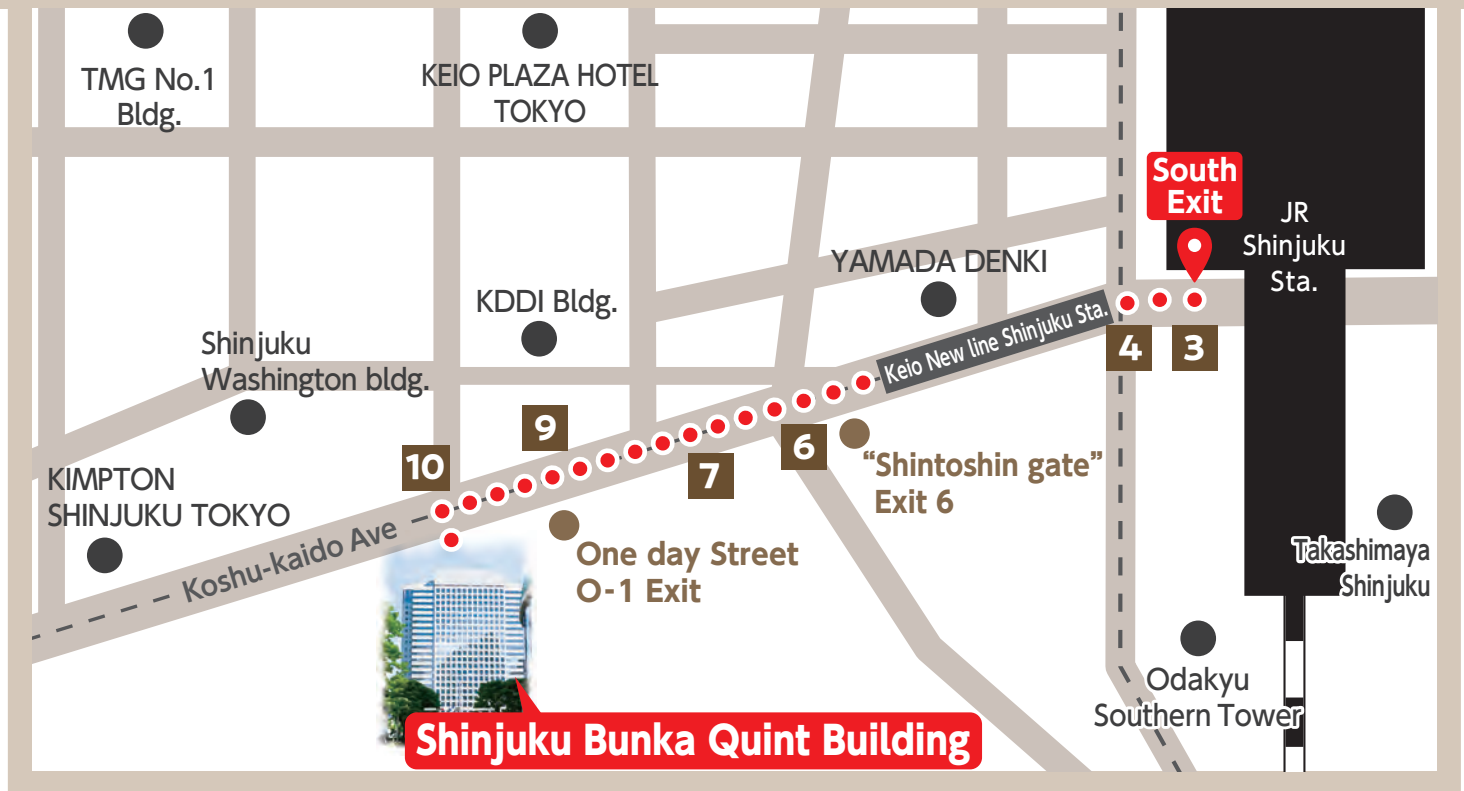 TMG No.1
Bldg.
KEIO PLAZA HOTEL
TOKYO
South
Exit
JR
Shinjuku
Sta.
YAMADA DENKI
KDDI Bldg.
Keio New line Shinjuku Sta.
4
3
Shinjuku
Washington bldg.
9
6
10
7
"Shintoshin gate"
Exit 6
KIMPTON
SHINJUKU TOKYO
Koshu-kaido Ave
One day Street
O-1 Exit
Takashimaya
Shinjuku
Odakyu
Southern Tower
Shinjuku Bunka Quint Building